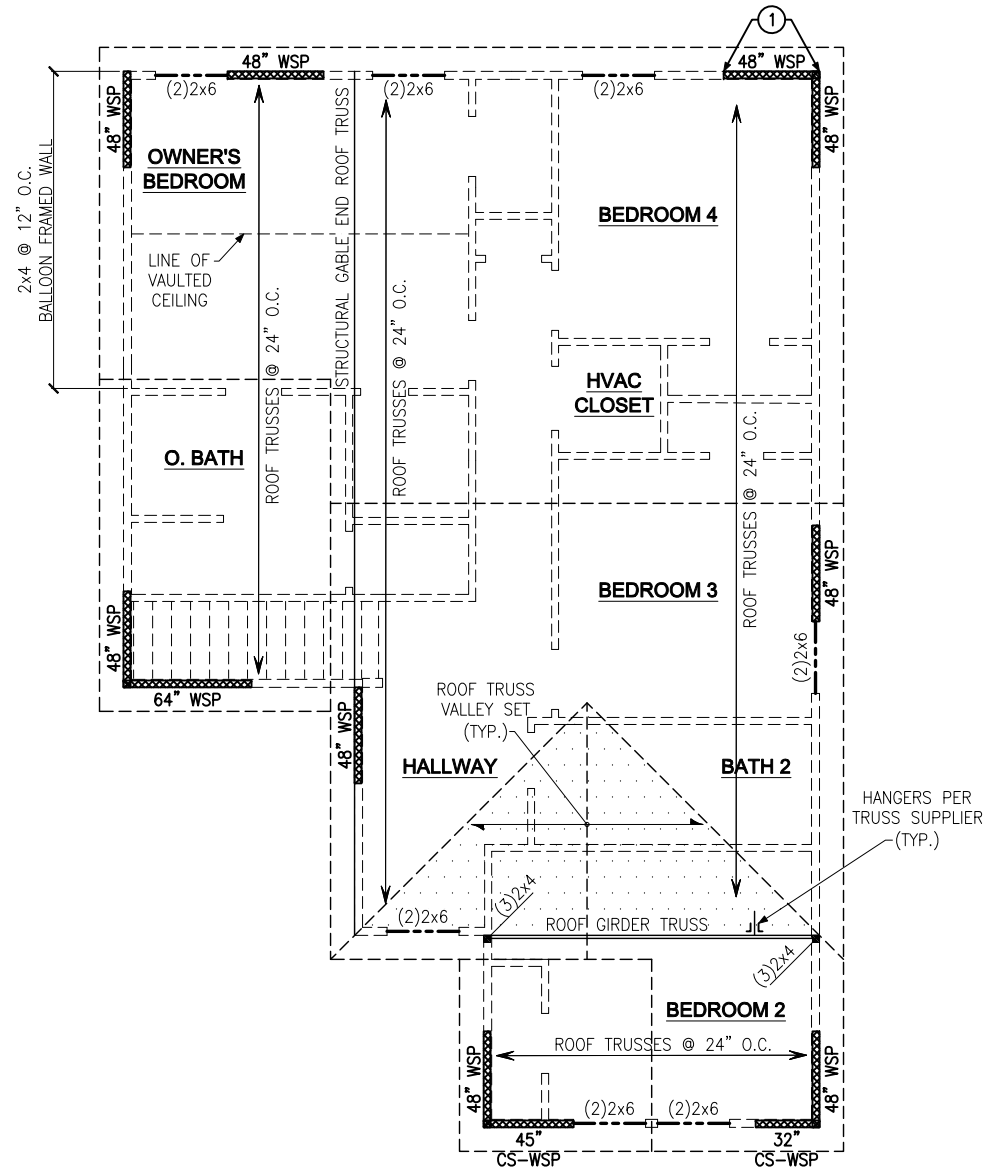 1
48" WSP
48" WSP
(2)2x6
(2)2x6
(2)2x6
48" WSP
48" WSP
2x4 @ 12" O.C.
BALLOON FRAMED WALL
OWNER'S
BEDROOM
STRUCTURAL GABLE END ROOF TRUSS
BEDROOM 4
LINE OF
VAULTED
CEILING
ROOF TRUSSES @ 24" O.C.
ROOF TRUSSES @ 24" O.C.
HVAC
CLOSET
ROOF TRUSSES @ 24" O.C.
O. BATH
48" WSP
BEDROOM 3
48" WSP
(2)2x6
64" WSP
ROOF TRUSS
VALLEY SET
(TYP.)
48" WSP
HALLWAY
BATH 2
HANGERS PER
TRUSS SUPPLIER
(TYP.)
(3)2x4
(2)2x6
ROOF GIRDER TRUSS
(3)2x4
BEDROOM 2
ROOF TRUSSES @ 24" O.C.
48" WSP
48" WSP
(2)2x6
(2)2x6
45"
CS-WSP
32"
CS-WSP